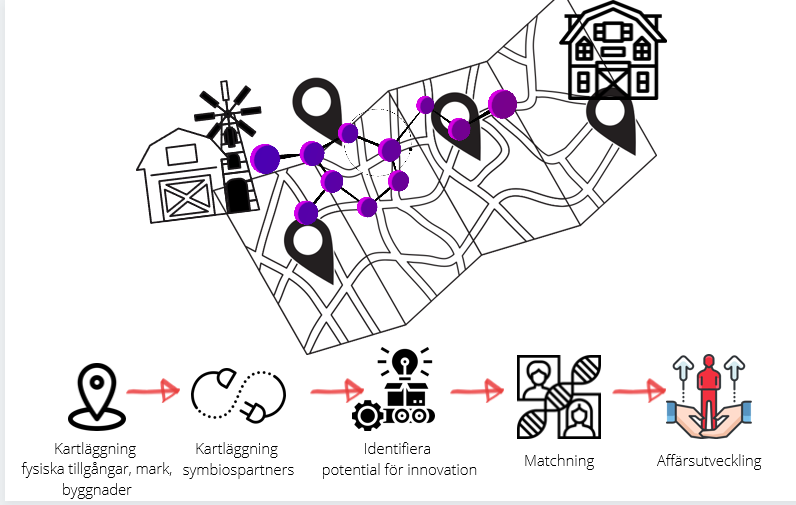 Kartläggning
fysiska tillgångar, mark,
byggnader
Kartläggning
symbiospartners
Identifiera
potential för innovation
Matchning
Affärsutveckling